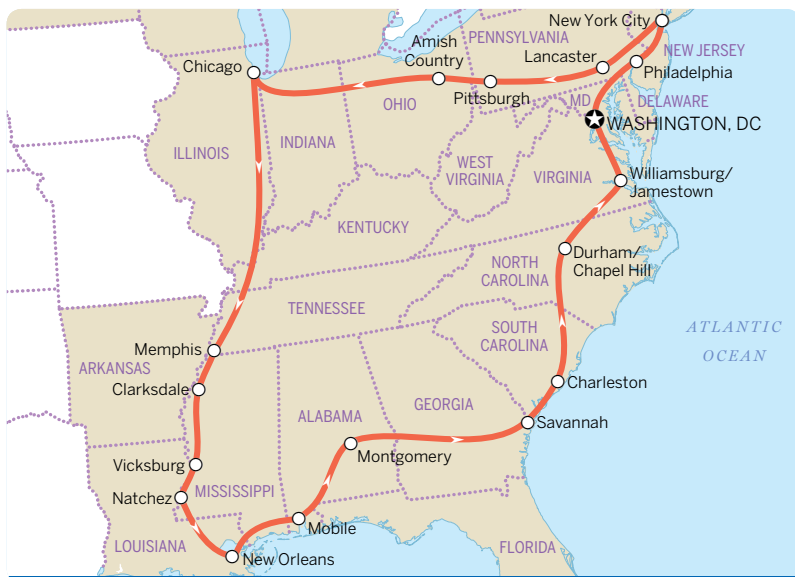 New York City
Amish
Country
PENNSYLVANIA
Lancaster
NEW JERSEY
Chicago
Philadelphia
Pittsburgh
OHIO
MD
DELAWARE
WASHINGTON, DC
INDIANA
ILLINOIS
WEST
VIRGINIA
VIRGINIA
Williamsburg/
Jamestown
KENTUCKY
Durham/
Chapel Hill
NORTH
CAROLINA
TENNESSEE
SOUTH
CAROLINA
ATLANTIC
OCEAN
Memphis
ARKANSAS
Clarksdale
Charleston
GEORGIA
ALABAMA
Savannah
Montgomery
Vicksburg
MISSISSIPPI
Natchez
Mobile
LOUISIANA
New Orleans
FLORIDA